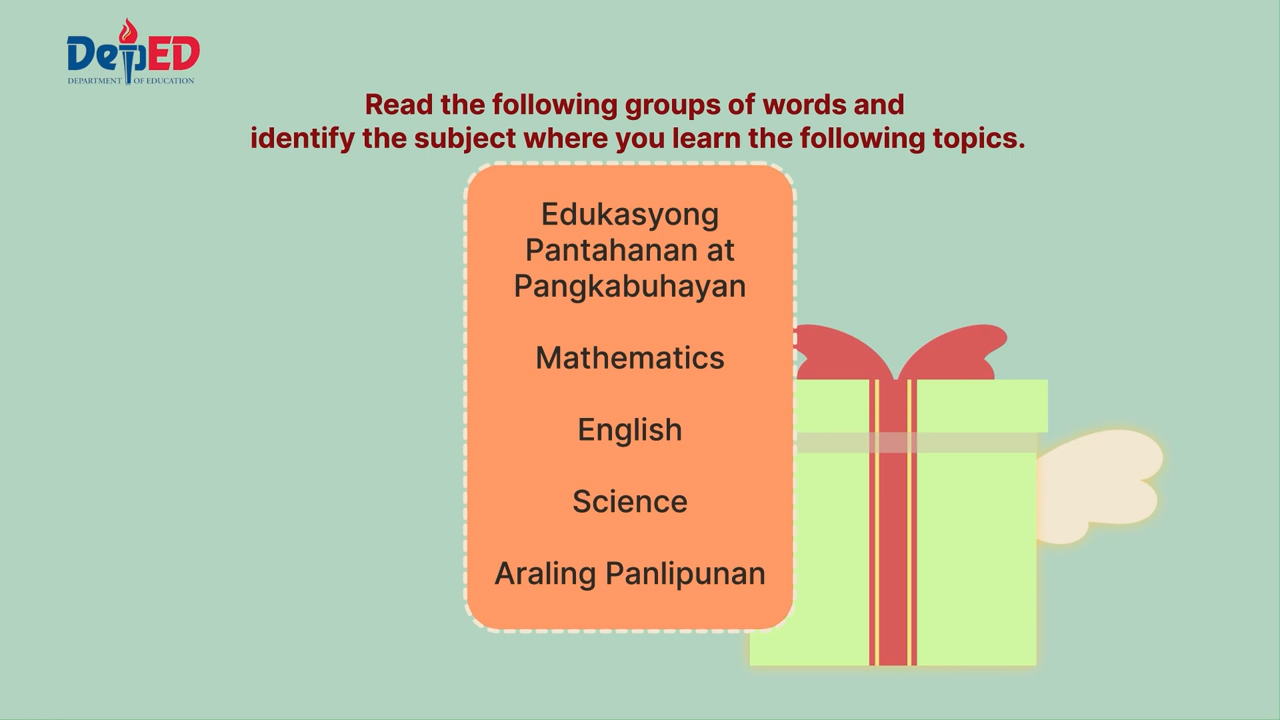 DepED
DEPARTMENT OF EDUCATION
Read the following groups of words and
identify the subject where you learn the following topics.
Edukasyong
Pantahanan at
Pangkabuhayan
Mathematics
English
Science
Araling Panlipunan